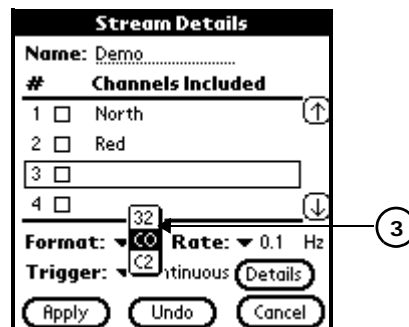 Stream Details
Name: Demo
# Channels Included
1 North
2 Red
3
4
32
Format: C0 Rate: 0.1 Hz
3
Trigger: C2 ntinuous Details
Apply Undo Cancel